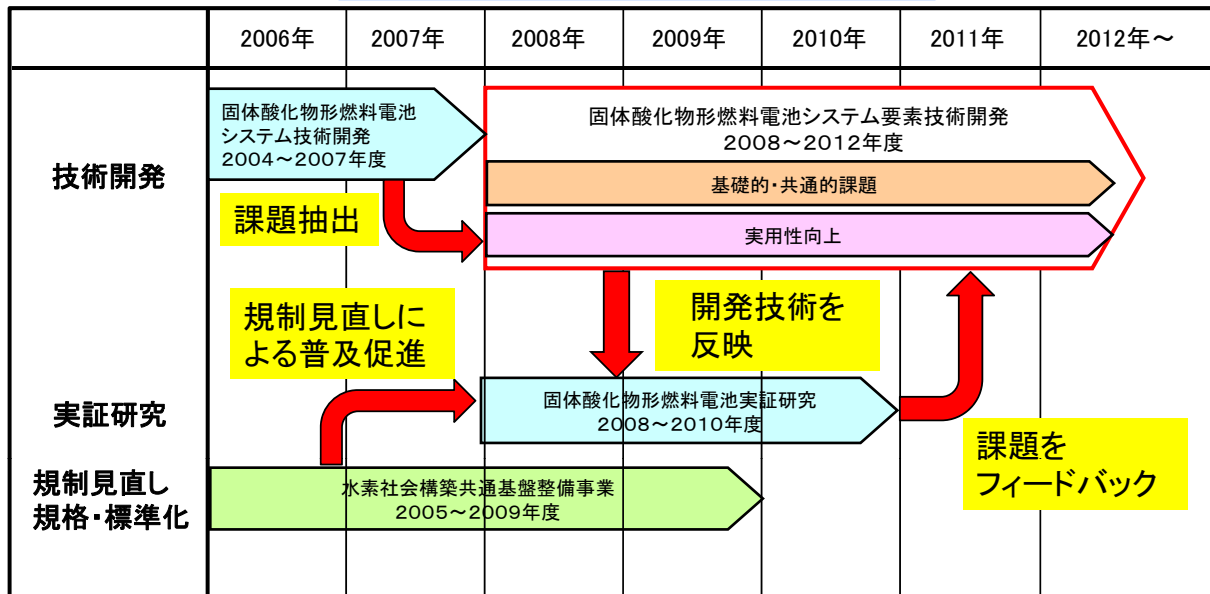 2006年
2007年
2008年
2009年
2010年
2011年
2012年～
技術開発
固体酸化物形燃料電池
システム技術開発
2004～2007年度
固体酸化物形燃料電池システム要素技術開発
2008～2012年度
基礎的・共通的課題
実用性向上
課題抽出
規制見直しに
よる普及促進
開発技術を
反映
実証研究
固体酸化物形燃料電池実証研究
2008～2010年度
課題を
フィードバック
規制見直し
規格・標準化
水素社会構築共通基盤整備事業
2005～2009年度